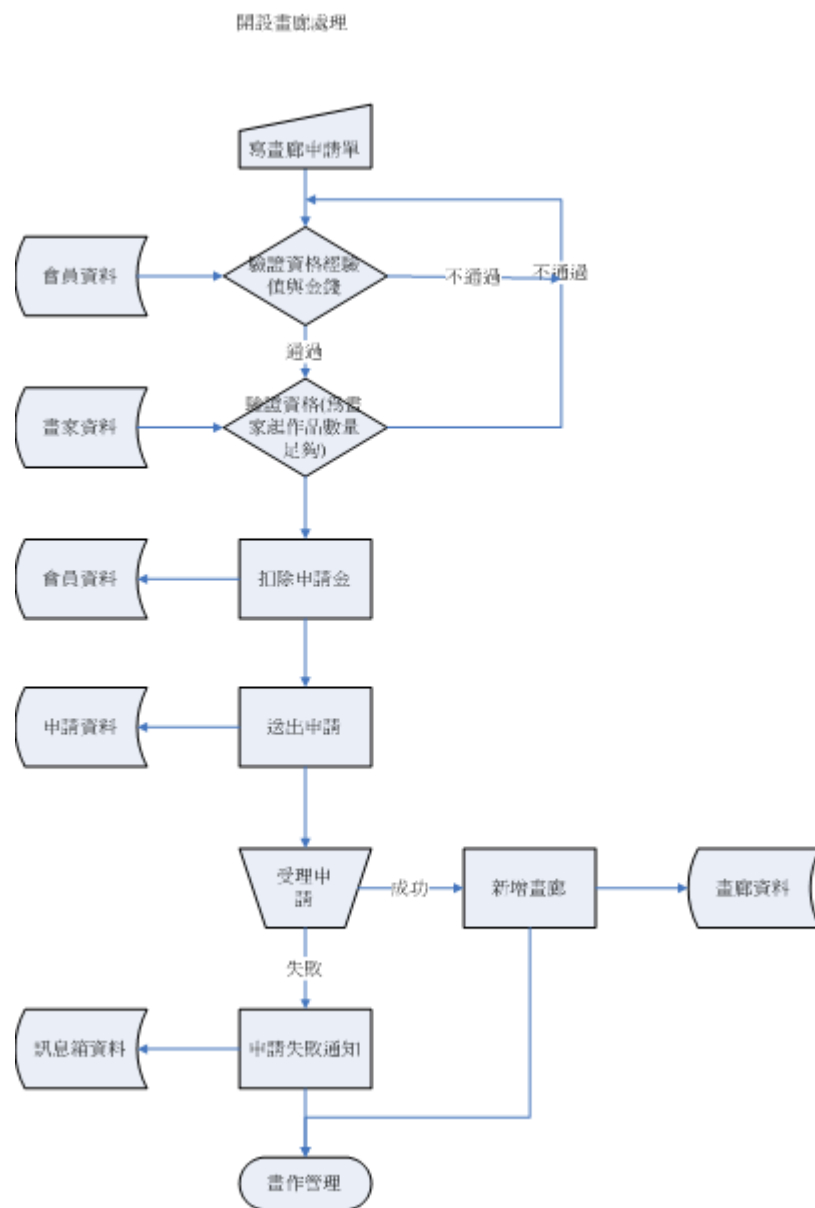 開設畫廊處理
寫畫廊申請單
會員資料
驗證資格經驗
值與金錢
不通過
不通過
通過
畫家資料
驗證資格(為畫
家起作品數量
足夠)
會員資料
扣除申請金
申請資料
送出申請
受理申
請
成功
新增畫廊
畫廊資料
失敗
訊息箱資料
申請失敗通知
畫作管理